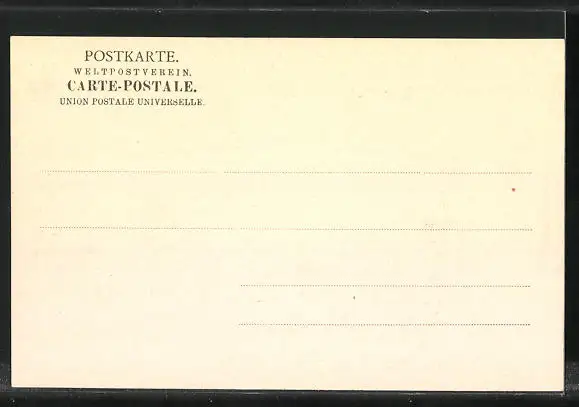 POSTKARTE.
WELTPOSTVEREIN.
CARTE-POSTALE.
UNION POSTALE UNIVERSELLE.